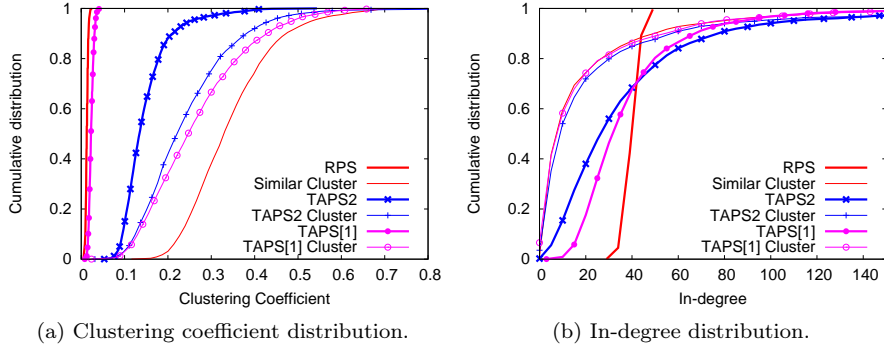 1
0.8
0.6
0.4
0.2
0
Cumulative distribution
RPS
Similar Cluster
TAPS2
TAPS2 Cluster
TAPS[1]
TAPS[1] Cluster
0 0.1 0.2 0.3 0.4 0.5 0.6 0.7 0.8
Clustering Coefficient
(a) Clustering coefficient distribution.
1
0.8
0.6
0.4
0.2
0
Cumulative distribution
RPS
Similar Cluster
TAPS2
TAPS2 Cluster
TAPS[1]
TAPS[1] Cluster
0 20 40 60 80 100 120 140
In-degree
(b) In-degree distribution.